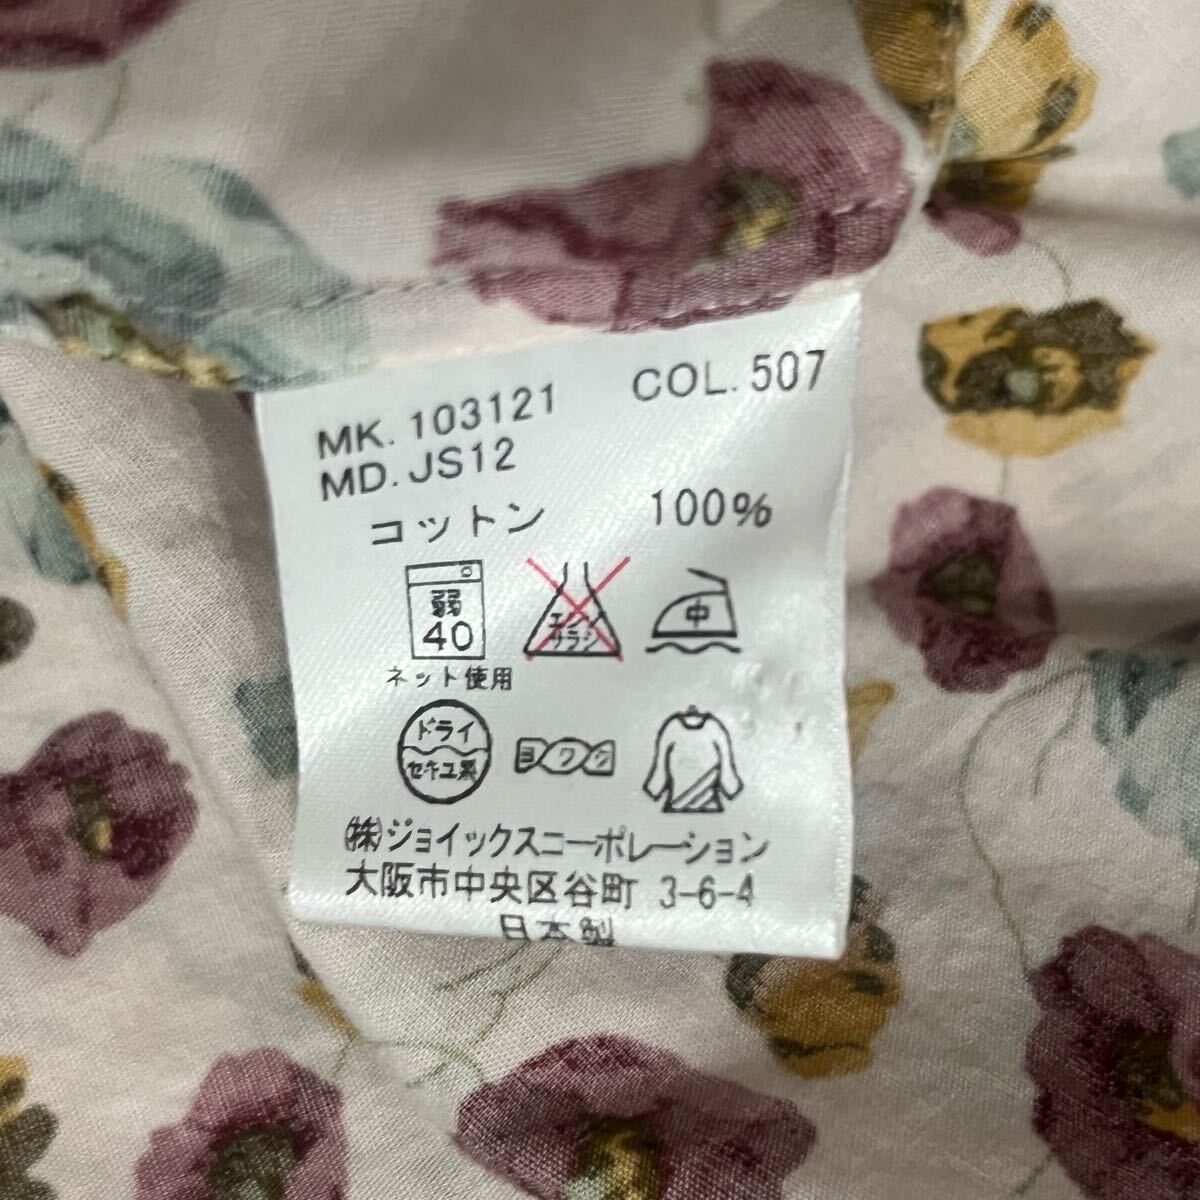 MK. 103121 COL. 507
MD. JS12
コットン 100%
弱
40
エンソ
サラシ
中
ネット使用
ドライ
セキユ系
ヨワク
㈱ジョイックスコーポレーション
大阪市中央区谷町 3-6-4
日本製